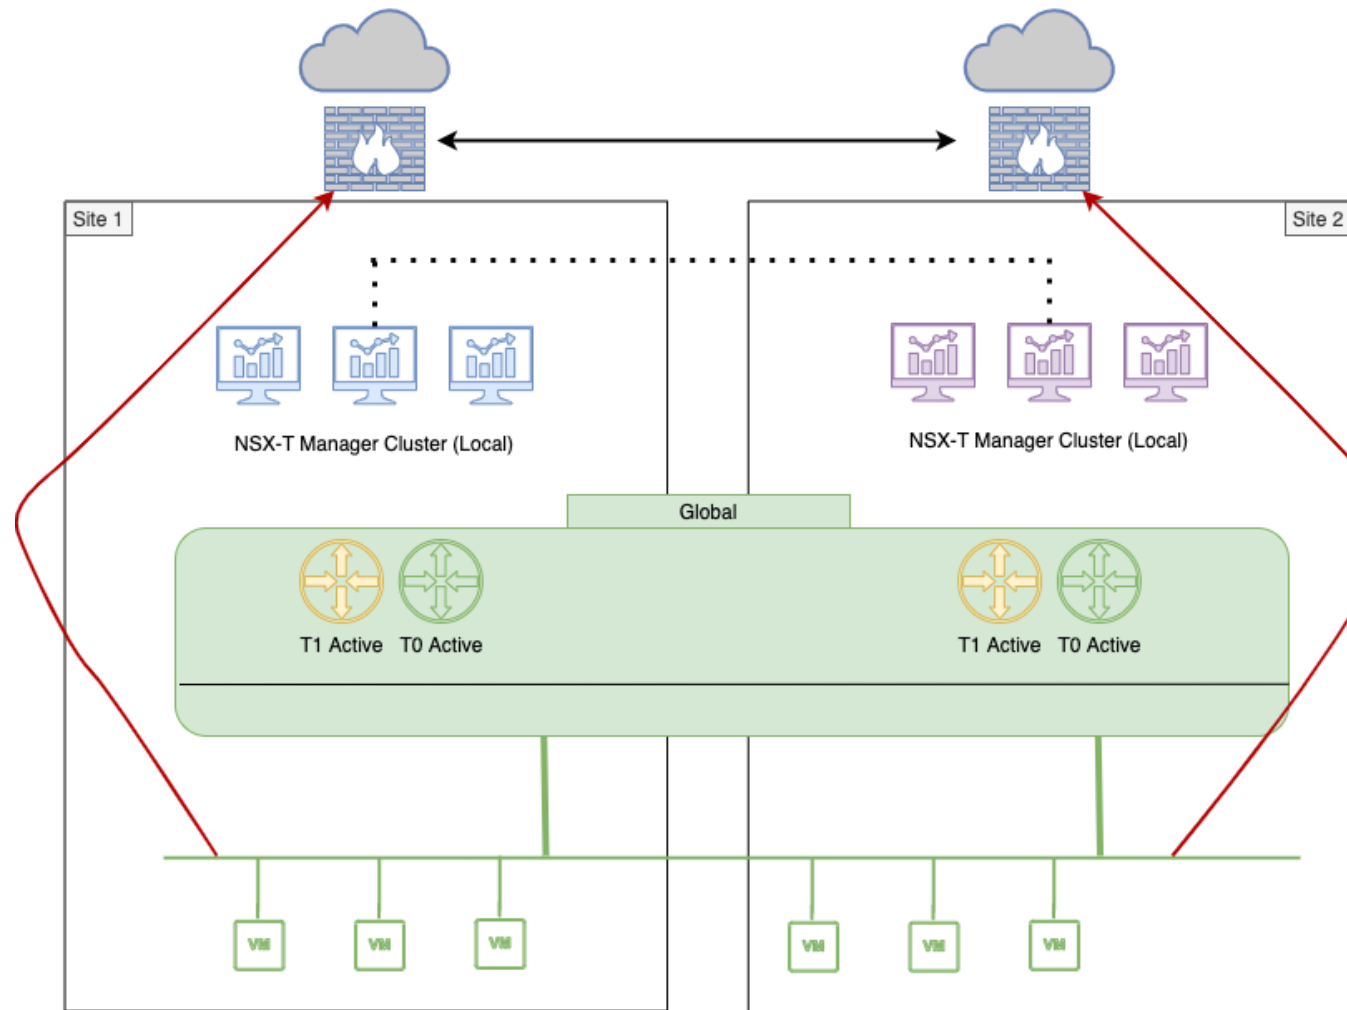 Site 1
Site 2
NSX-T Manager Cluster (Local)
NSX-T Manager Cluster (Local)
Global
T1 Active
T0 Active
T1 Active
T0 Active
VM
VM
VM
VM
VM
VM